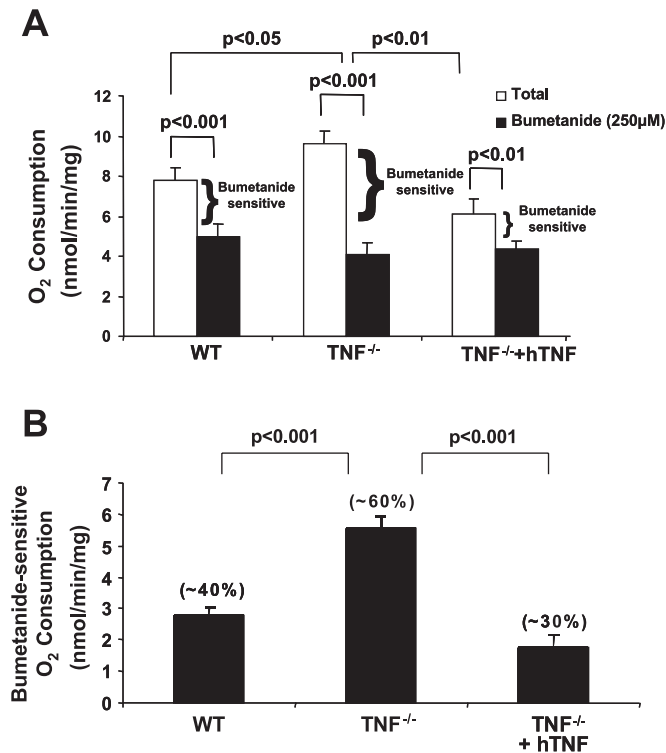 A
p<0.05
p<0.01
12
10
8
6
4
2
0
O2 Consumption
(nmol/min/mg)
p<0.001
p<0.001
p<0.01
Total
Bumetanide (250µM)
Bumetanide
sensitive
Bumetanide
sensitive
Bumetanide
sensitive
WT
TNF-/-
TNF-/-+hTNF
B
p<0.001
p<0.001
7
6
5
4
3
2
1
0
Bumetanide-sensitive
O2 Consumption
(nmol/min/mg)
(~40%)
(~60%)
(~30%)
WT
TNF-/-
TNF-/-
+ hTNF